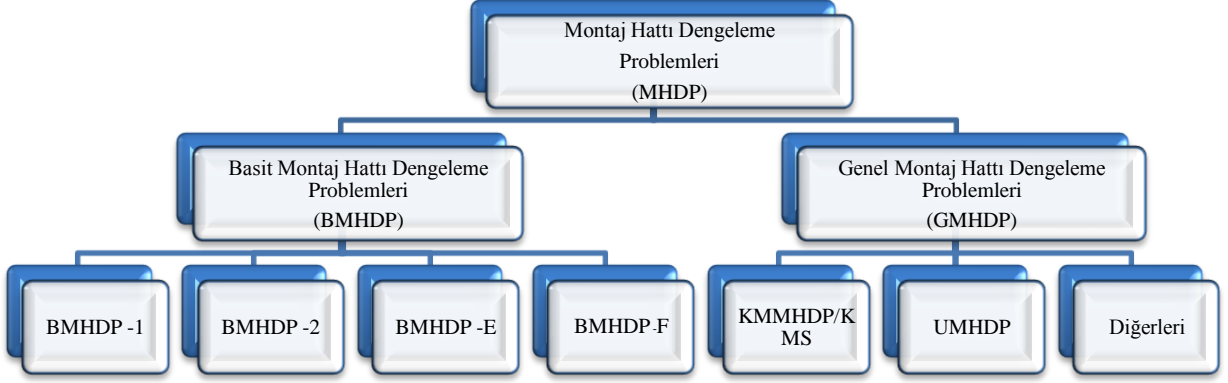 Montaj Hattı Dengeleme
Problemleri
(MHDP)
Basit Montaj Hattı Dengeleme
Problemleri
(BMHDP)
Genel Montaj Hattı Dengeleme
Problemleri
(GMHDP)
BMHDP -1
BMHDP -2
BMHDP -E
BMHDP-F
KMMHDP/K
MS
UMHDP
Diğerleri